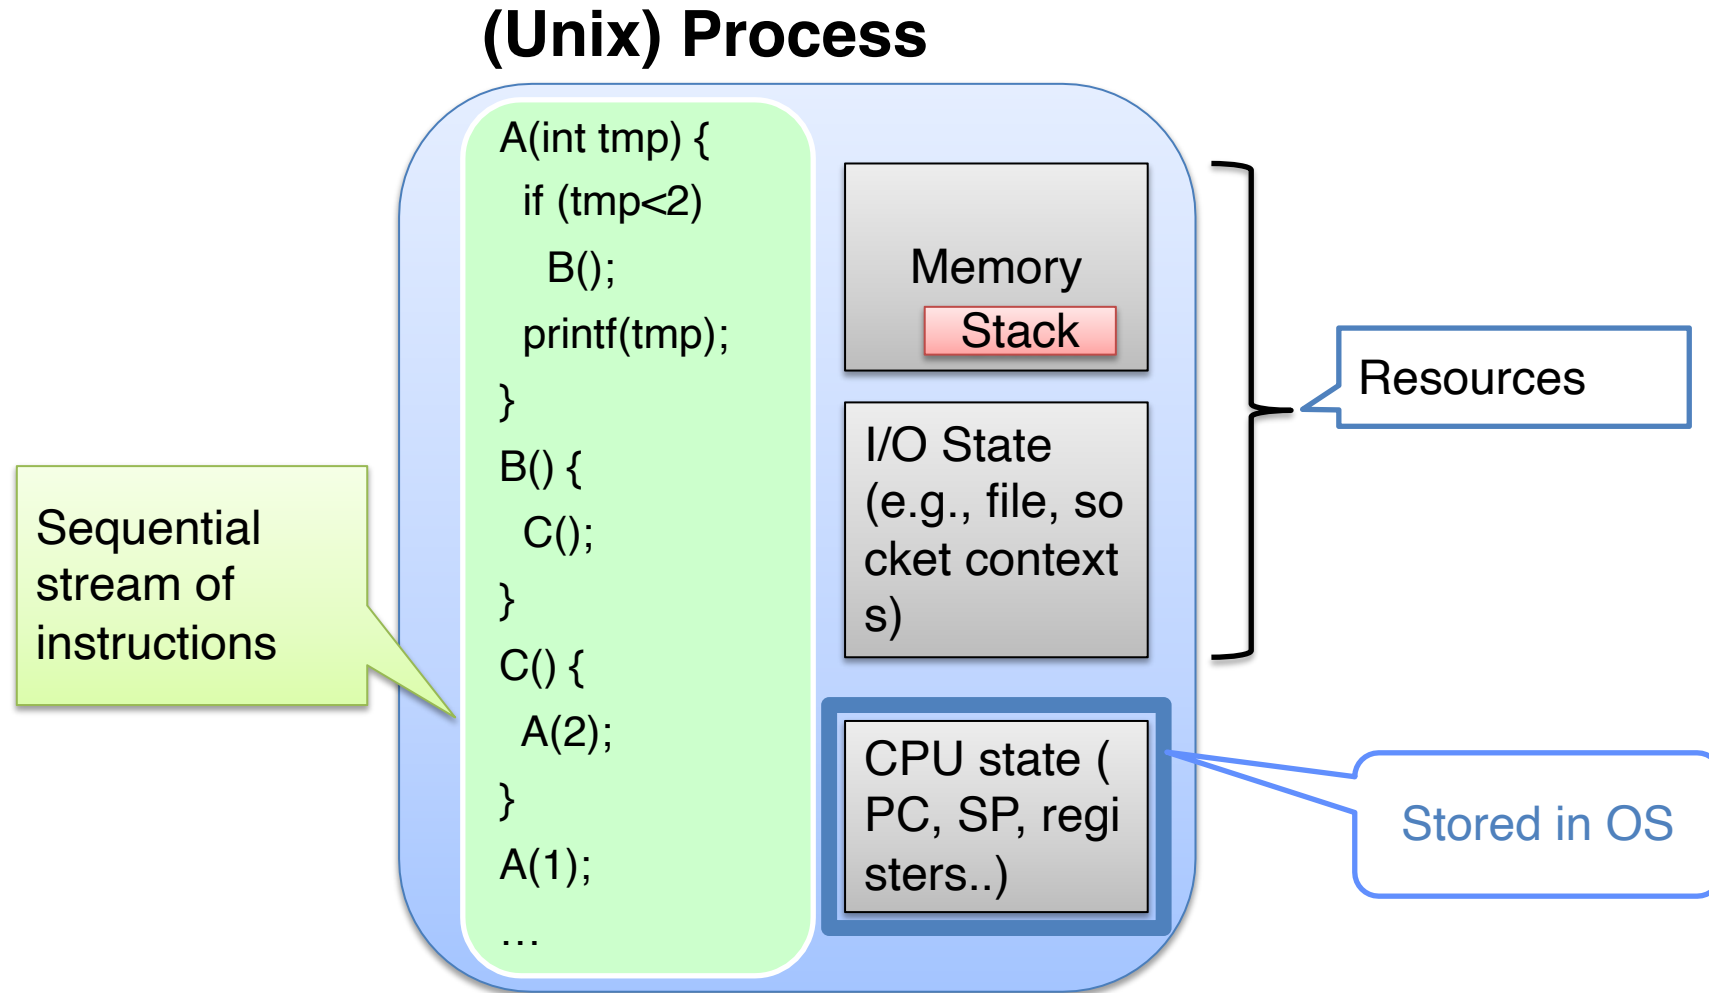 (Unix) Process
A(int tmp) {
if (tmp<2)
B();
printf(tmp);
}
B() {
C();
}
C() {
A(2);
}
A(1);
…
Sequential
stream of
instructions
Memory
Stack
I/O State
(e.g., file, so
cket context
s)
CPU state (
PC, SP, regi
sters..)
Resources
Stored in OS